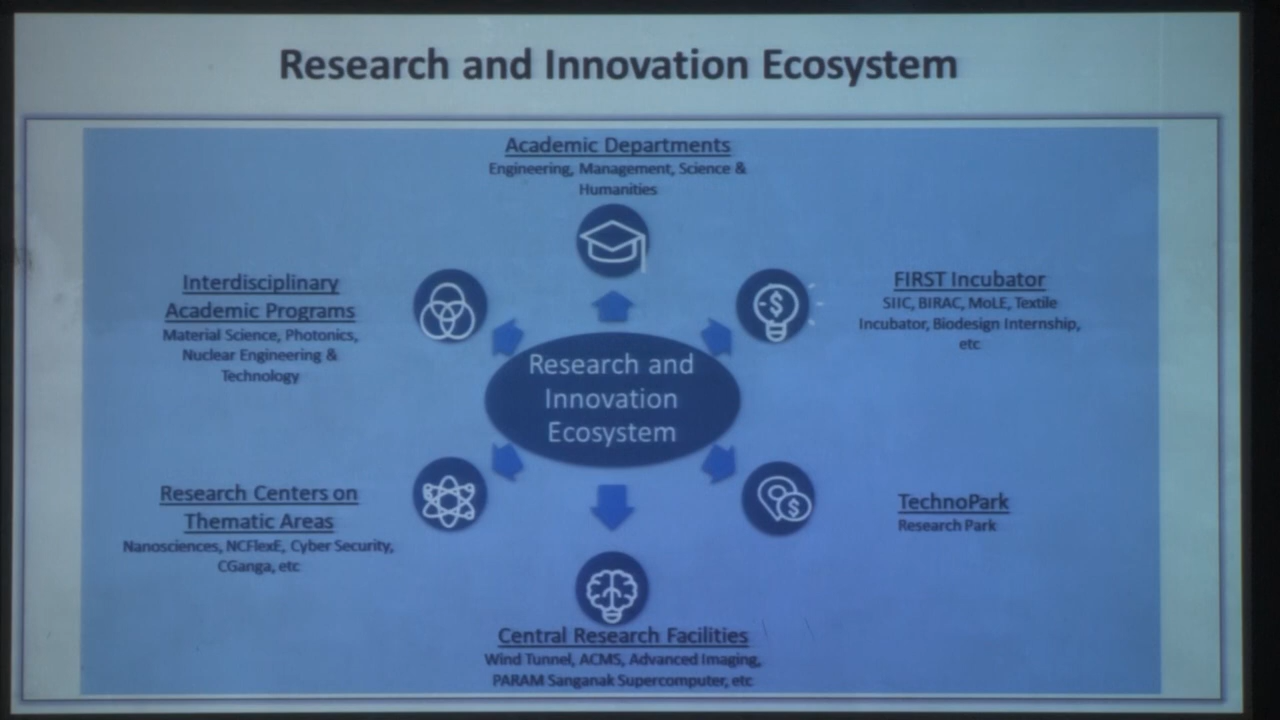 Research and Innovation Ecosystem
Academic Departments
Engineering, Management, Science &
Humanities
Interdisciplinary
Academic Programs
Material Science, Photonics,
Nuclear Engineering &
Technology
FIRST Incubator
SIIC, BIRAC, MoLE, Textile
Incubator, Biodesign Internship,
etc
Research and
Innovation
Ecosystem
Research Centers on
Thematic Areas
Nanosciences, NCFlexE, Cyber Security,
CGanga, etc
TechnoPark
Research Park
Central Research Facilities
Wind Tunnel, ACMS, Advanced Imaging,
PARAM Sanganak Supercomputer, etc